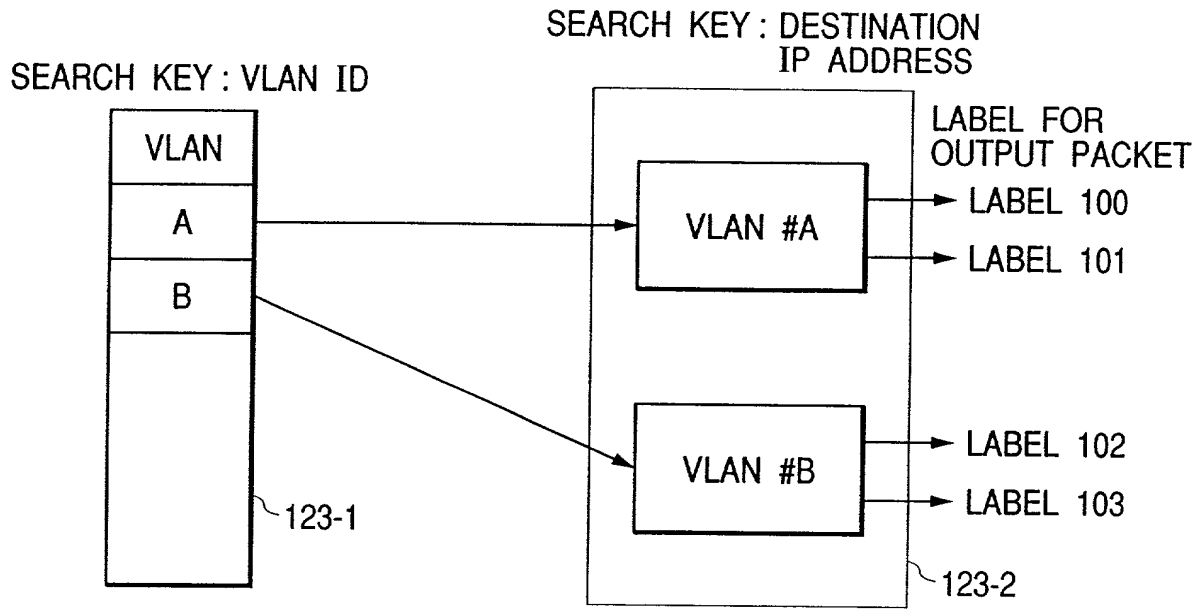 SEARCH KEY : DESTINATION
IP ADDRESS
SEARCH KEY : VLAN ID
VLAN
A
B
123-1
VLAN #A
VLAN #B
123-2
LABEL FOR
OUTPUT PACKET
LABEL 100
LABEL 101
LABEL 102
LABEL 103